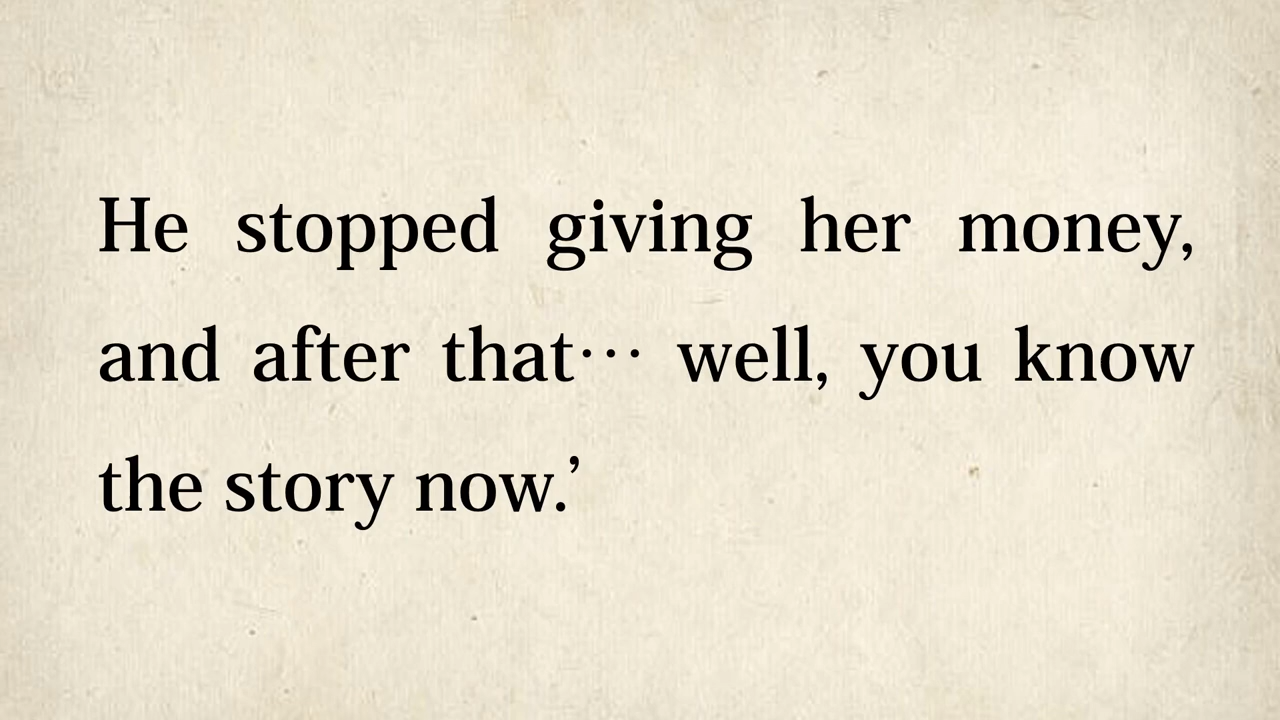 He stopped giving her money,
and after that⋯ well, you know
the story now.’